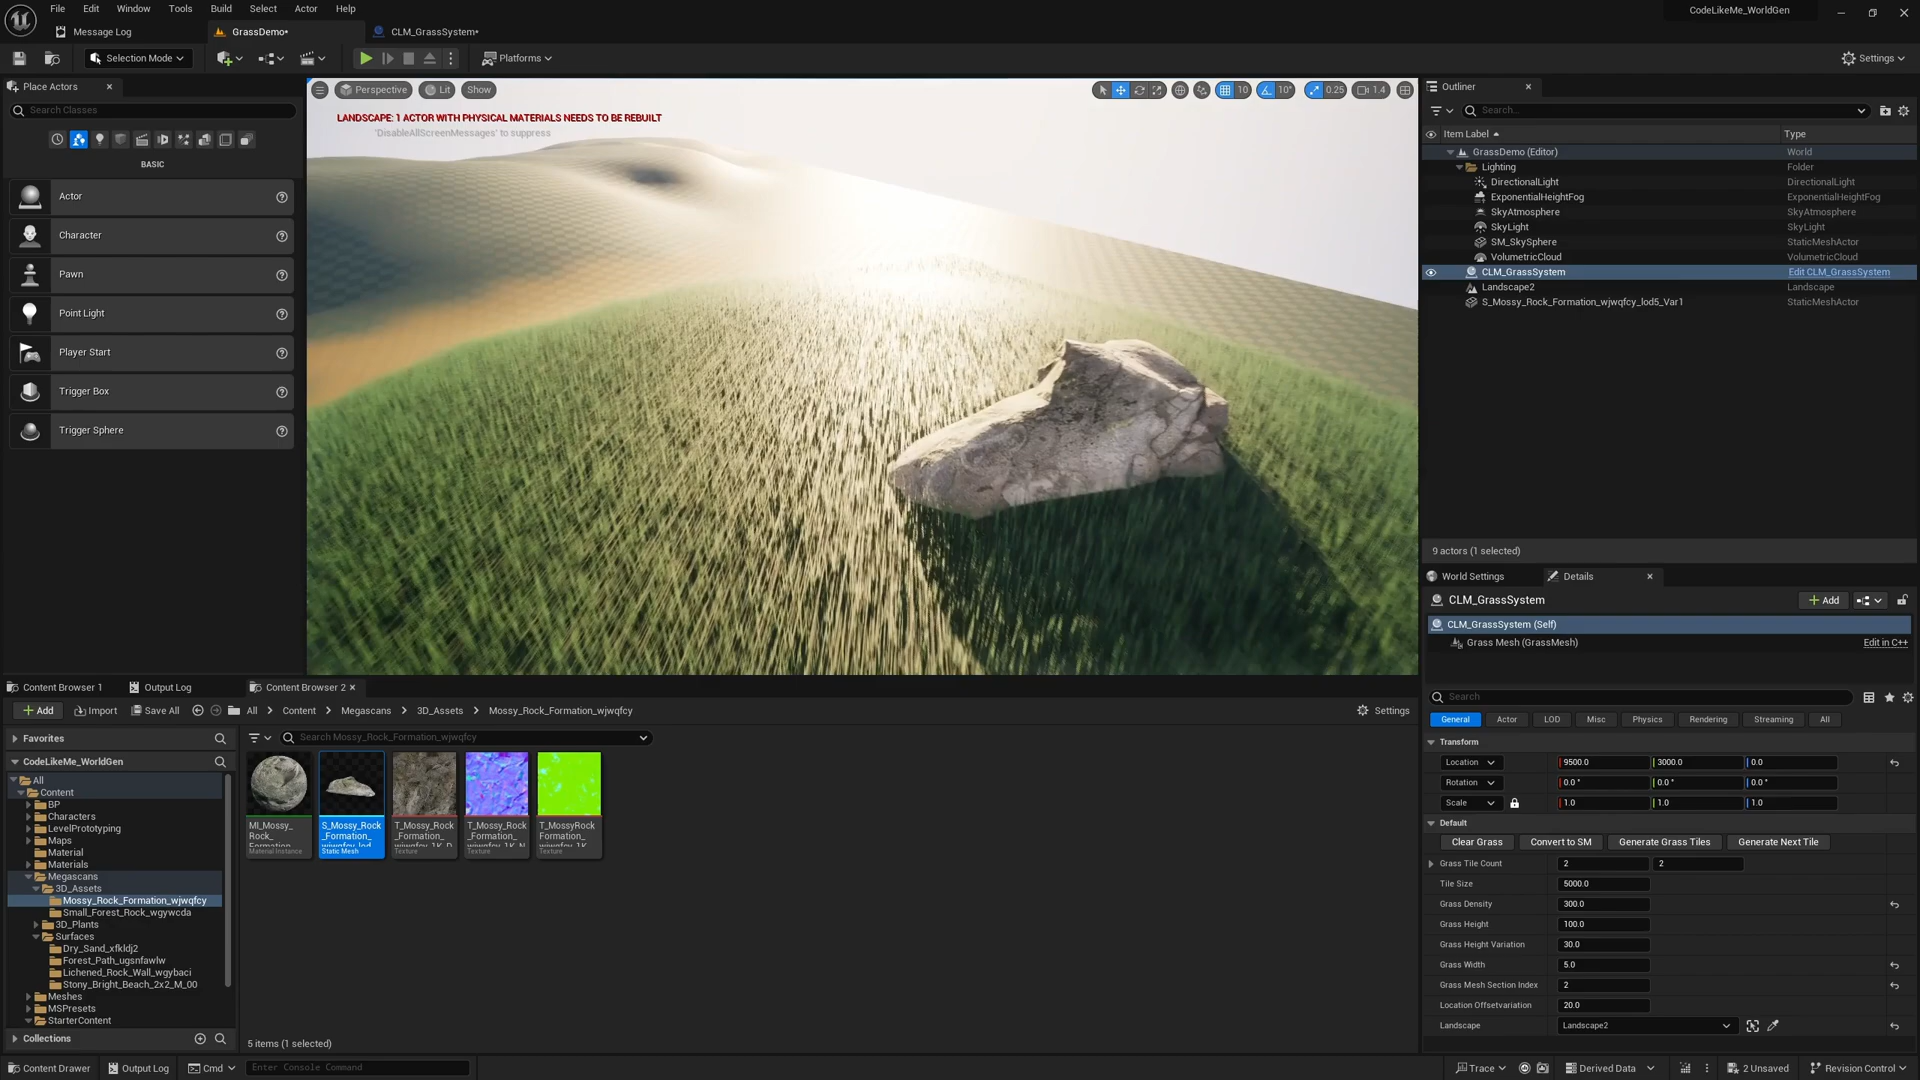 File Edit Window Tools Build Select Actor Help
CodeLikeMe_WorldGen
Message Log
GrassDemo*
CLM_GrassSystem*
Selection Mode
Platforms
Settings
Place Actors
Search Classes
BASIC
Actor
Character
Pawn
Point Light
Player Start
Trigger Box
Trigger Sphere
Perspective
Lit
Show
10
10°
0.25
1.4
LANDSCAPE: 1 ACTOR WITH PHYSICAL MATERIALS NEEDS TO BE REBUILT
'DisableAllScreenMessages' to suppress
Outliner
Search...
Item Label Type
GrassDemo (Editor) World
Lighting Folder
DirectionalLight DirectionalLight
ExponentialHeightFog ExponentialHeightFog
SkyAtmosphere SkyAtmosphere
SkyLight SkyLight
SM_SkySphere StaticMeshActor
VolumetricCloud VolumetricCloud
CLM_GrassSystem Edit CLM_GrassSystem
Landscape2 Landscape
S_Mossy_Rock_Formation_wjwqfcy_lod5_Var1 StaticMeshActor
9 actors (1 selected)
World Settings
Details
CLM_GrassSystem
Add
CLM_GrassSystem (Self)
Grass Mesh (GrassMesh) Edit in C++
Search
General Actor LOD Misc Physics Rendering Streaming All
Transform
Location 9500.0 3000.0 0.0
Rotation 0.0 ° 0.0 ° 0.0 °
Scale 1.0 1.0 1.0
Default
Clear Grass Convert to SM Generate Grass Tiles Generate Next Tile
Grass Tile Count 2 2
Tile Size 5000.0
Grass Density 300.0
Grass Height 100.0
Grass Height Variation 30.0
Grass Width 5.0
Grass Mesh Section Index 2
Location Offsetvariation 20.0
Landscape Landscape2
Content Browser 1
Output Log
Content Browser 2
Add Import Save All All Content Megascans 3D_Assets Mossy_Rock_Formation_wjwqfcy
Settings
Favorites
Search Mossy_Rock_Formation_wjwqfcy
CodeLikeMe_WorldGen
All
Content
BP
Characters
LevelPrototyping
Maps
Material
Materials
Megascans
3D_Assets
Mossy_Rock_Formation_wjwqfcy
Small_Forest_Rock_wgywcda
3D_Plants
Surfaces
Dry_Sand_xfkldj2
Forest_Path_ugsnfawlw
Lichened_Rock_Wall_wgybaci
Stony_Bright_Beach_2x2_M_00
Meshes
MSPresets
StarterContent
Collections
MI_Mossy_
Rock_
Formation_
Material Instance
S_Mossy_Rock
_Formation_
wjwqfcy_lod
Static Mesh
T_Mossy_Rock
_Formation_
wjwqfcy_1K_D
Texture
T_Mossy_Rock
_Formation_
wjwqfcy_1K_N
Texture
T_MossyRock
Formation_
wjwqfcy_1K
Texture
5 items (1 selected)
Content Drawer
Output Log
Cmd
Enter Console Command
Trace
Derived Data
2 Unsaved
Revision Control